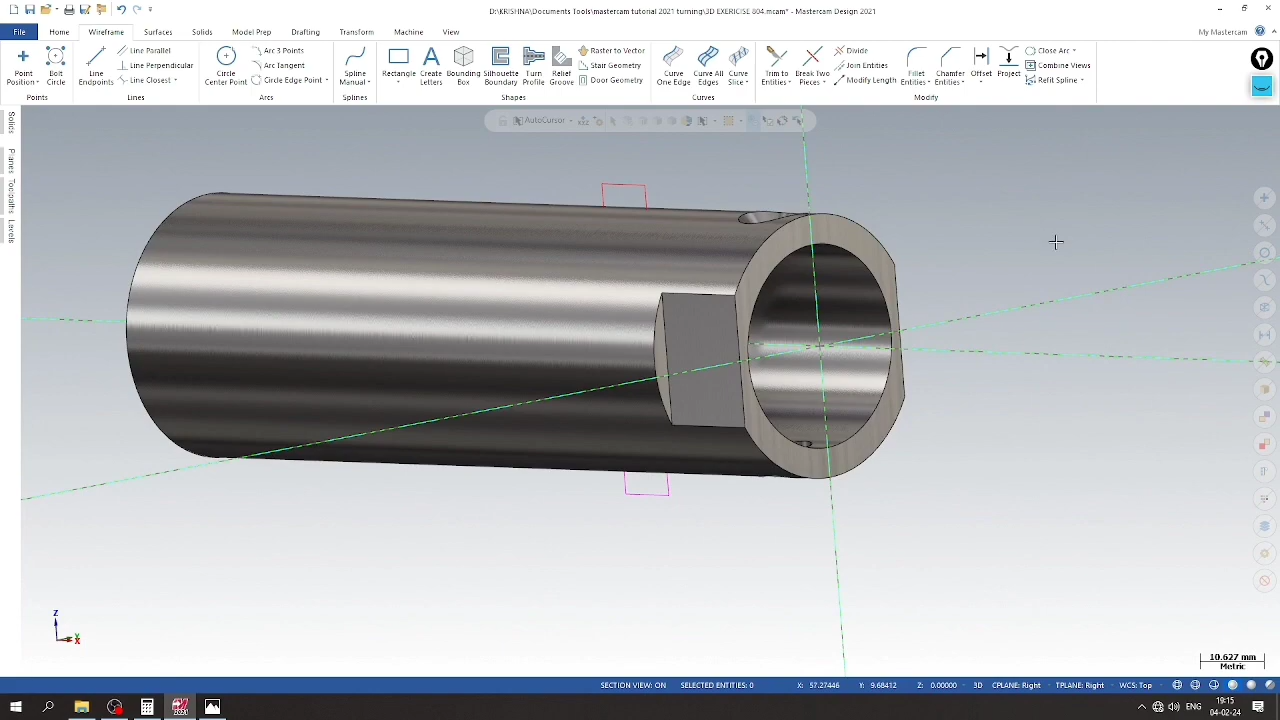 D:\KRISHNA\Documents Tools\mastercam tutorial 2021 turning\3D EXERICISE 804.mcam* - Mastercam Design 2021
File Home Wireframe Surfaces Solids Model Prep Drafting Transform Machine View My Mastercam
Point Position Bolt Circle Points
Line Endpoints Line Parallel Line Perpendicular Line Closest Lines
Circle Center Point Arc 3 Points Arc Tangent Circle Edge Point Arcs
Spline Manual Splines
Rectangle Create Letters Bounding Box Silhouette Boundary Turn Profile Relief Groove Raster to Vector Stair Geometry Door Geometry Shapes
Curve One Edge Curve All Edges Curve Slice Curves
Trim to Entities Break Two Pieces Divide Join Entities Modify Length Fillet Entities Chamfer Entities Offset Project Close Arc Combine Views Refit Spline Modify
AutoCursor
Solids
Planes
Toolpaths
Levels
Z
Y
X
10.627 mm
Metric
SECTION VIEW: ON SELECTED ENTITIES: 0 X: 57.27446 Y: 9.68412 Z: 0.00000 3D CPLANE: Right TPLANE: Right WCS: Top
ENG 19:15
04-02-24